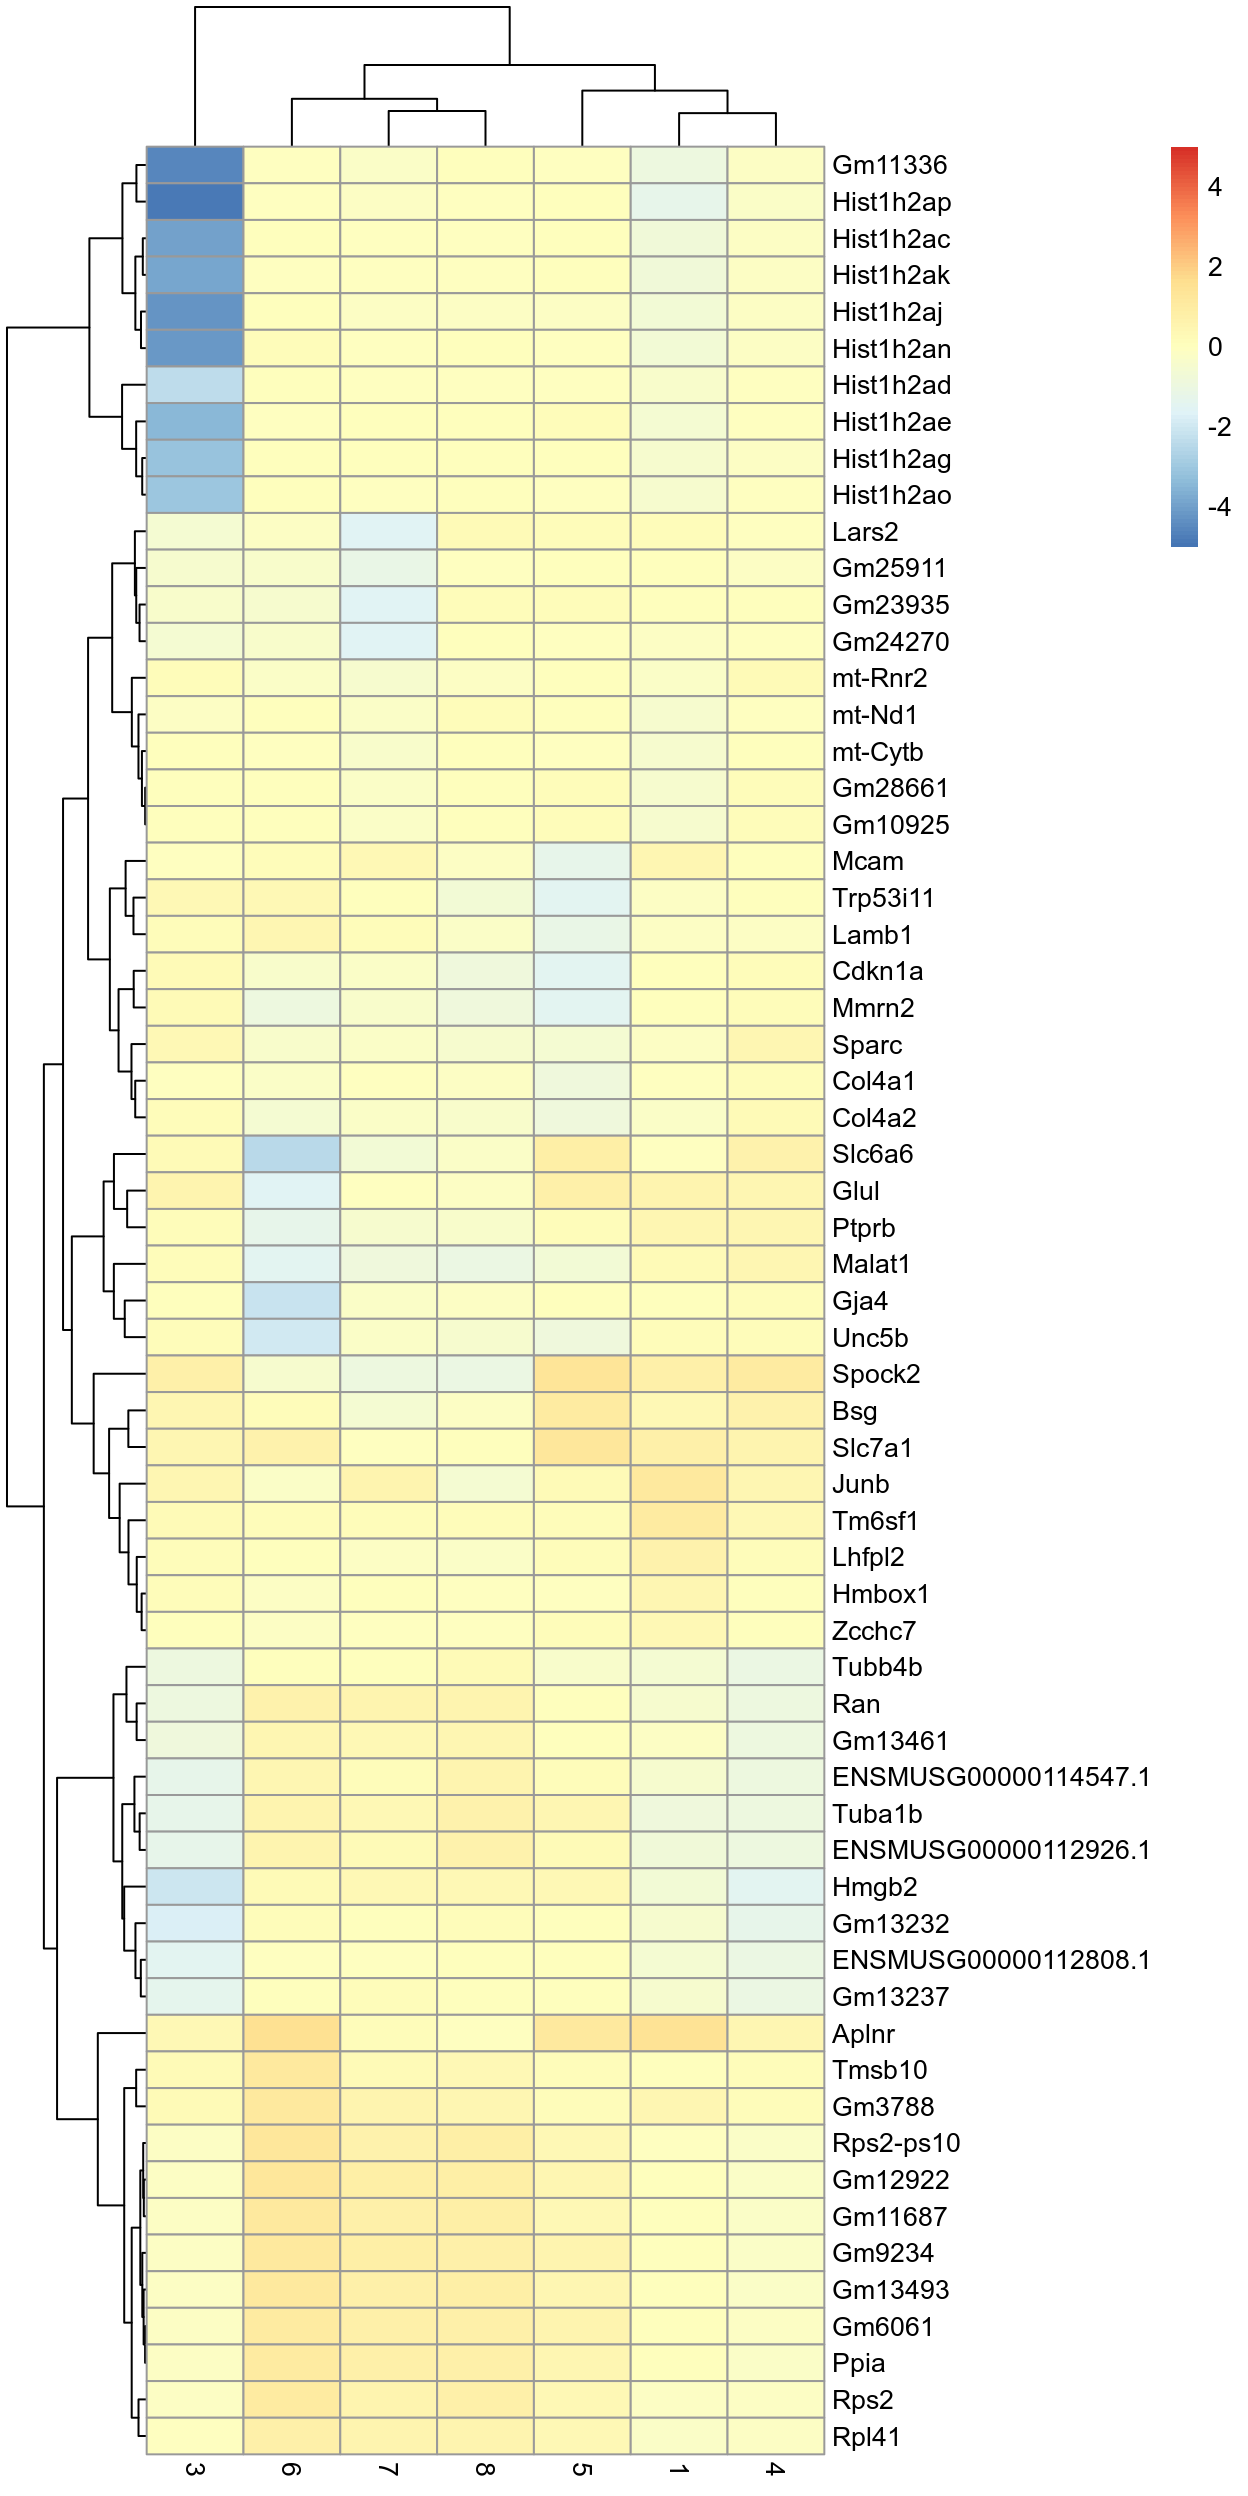 Gm11336
Hist1h2ap
Hist1h2ac
Hist1h2ak
Hist1h2aj
Hist1h2an
Hist1h2ad
Hist1h2ae
Hist1h2ag
Hist1h2ao
Lars2
Gm25911
Gm23935
Gm24270
mt-Rnr2
mt-Nd1
mt-Cytb
Gm28661
Gm10925
Mcam
Trp53i11
Lamb1
Cdkn1a
Mmrn2
Sparc
Col4a1
Col4a2
Slc6a6
Glul
Ptprb
Malat1
Gja4
Unc5b
Spock2
Bsg
Slc7a1
Junb
Tm6sf1
Lhfpl2
Hmbox1
Zcchc7
Tubb4b
Ran
Gm13461
ENSMUSG00000114547.1
Tuba1b
ENSMUSG00000112926.1
Hmgb2
Gm13232
ENSMUSG00000112808.1
Gm13237
Aplnr
Tmsb10
Gm3788
Rps2-ps10
Gm12922
Gm11687
Gm9234
Gm13493
Gm6061
Ppia
Rps2
Rpl41
3 6 7 8 5 1 4
4
2
0
-2
-4